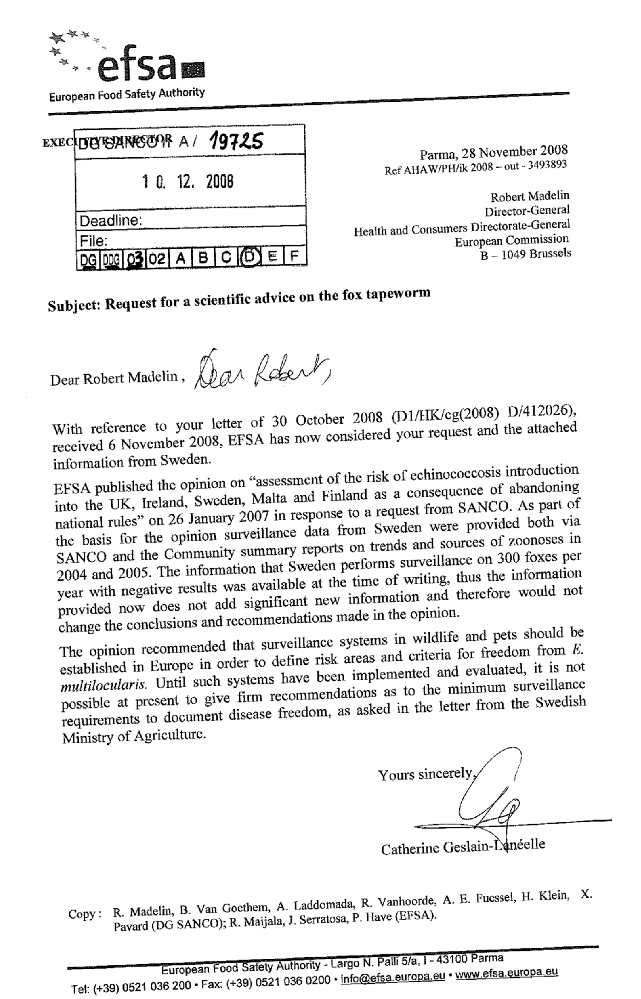 efsa
European Food Safety Authority
EXECUTIVE DIRECTOR
DG SANCO A/ 19725
10. 12. 2008
Deadline:
File:
DG DDG 03 02 A B C D E F
Parma, 28 November 2008
Ref AHAW/PH/ik 2008 – out - 3493893
Robert Madelin
Director-General
Health and Consumers Directorate-General
European Commission
B – 1049 Brussels
Subject: Request for a scientific advice on the fox tapeworm
Dear Robert Madelin , Dear Robert,
With reference to your letter of 30 October 2008 (D1/HK/cg(2008) D/412026),
received 6 November 2008, EFSA has now considered your request and the attached
information from Sweden.
EFSA published the opinion on “assessment of the risk of echinococcosis introduction
into the UK, Ireland, Sweden, Malta and Finland as a consequence of abandoning
national rules” on 26 January 2007 in response to a request from SANCO. As part of
the basis for the opinion surveillance data from Sweden were provided both via
SANCO and the Community summary reports on trends and sources of zoonoses in
2004 and 2005. The information that Sweden performs surveillance on 300 foxes per
year with negative results was available at the time of writing, thus the information
provided now does not add significant new information and therefore would not
change the conclusions and recommendations made in the opinion.
The opinion recommended that surveillance systems in wildlife and pets should be
established in Europe in order to define risk areas and criteria for freedom from E.
multilocularis. Until such systems have been implemented and evaluated, it is not
possible at present to give firm recommendations as to the minimum surveillance
requirements to document disease freedom, as asked in the letter from the Swedish
Ministry of Agriculture.
Yours sincerely,
Catherine Geslain-Lanéelle
Copy : R. Madelin, B. Van Goethem, A. Laddomada, R. Vanhoorde, A. E. Fuessel, H. Klein, X.
Pavard (DG SANCO); R. Maijala, J. Serratosa, P. Have (EFSA).
European Food Safety Authority - Largo N. Palli 5/a, I - 43100 Parma
Tel: (+39) 0521 036 200 • Fax: (+39) 0521 036 0200 • info@efsa.europa.eu • www.efsa.europa.eu